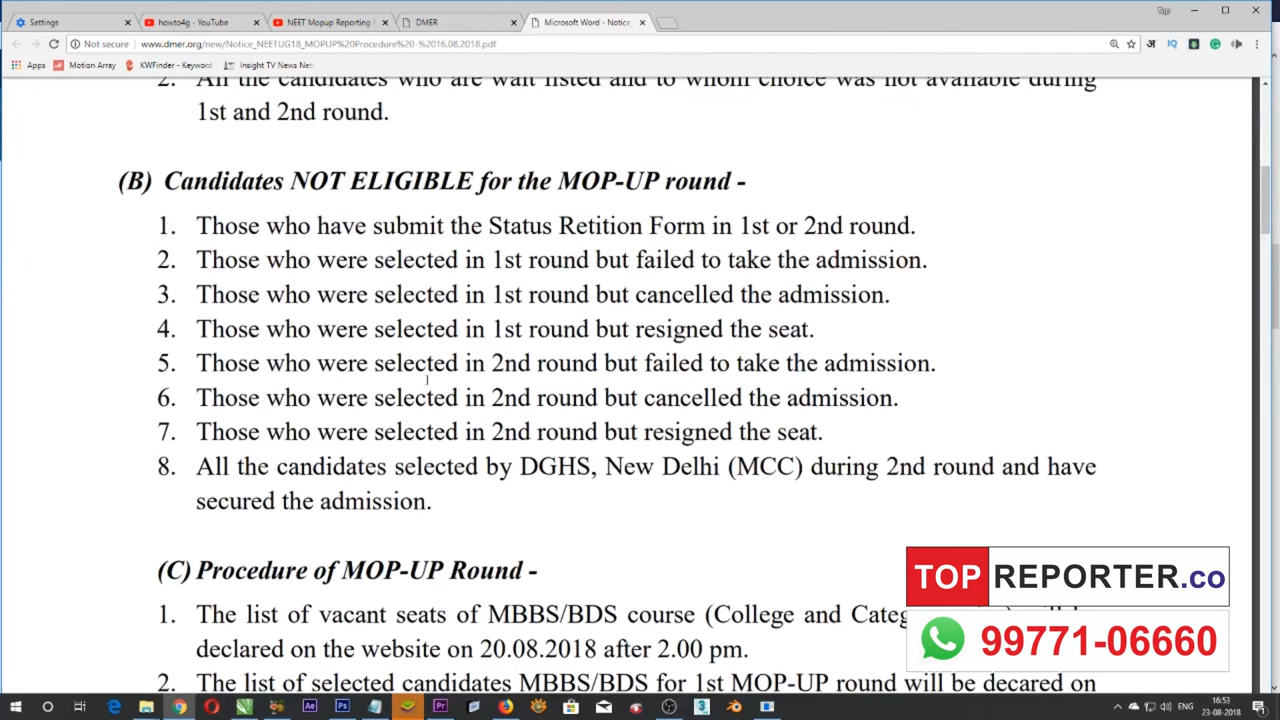 Settings
howto4g - YouTube
NEET Mopup Reporting
DMER
Microsoft Word - Notice_
Not secure
www.dmer.org/new/Notice_NEETUG18_MOPUP%20Procedure%20-%2016.08.2018.pdf
Apps
Motion Array
KWFinder - Keyword
Insight TV News Net
2. All the candidates who are wait listed and to whom choice was not available during
1st and 2nd round.
(B) Candidates NOT ELIGIBLE for the MOP-UP round -
1. Those who have submit the Status Retition Form in 1st or 2nd round.
2. Those who were selected in 1st round but failed to take the admission.
3. Those who were selected in 1st round but cancelled the admission.
4. Those who were selected in 1st round but resigned the seat.
5. Those who were selected in 2nd round but failed to take the admission.
6. Those who were selected in 2nd round but cancelled the admission.
7. Those who were selected in 2nd round but resigned the seat.
8. All the candidates selected by DGHS, New Delhi (MCC) during 2nd round and have
secured the admission.
(C) Procedure of MOP-UP Round -
1. The list of vacant seats of MBBS/BDS course (College and
declared on the website on 20.08.2018 after 2.00 pm.
2. The list of selected candidates MBBS/BDS for 1st MOP-UP round will be decared on
TOP REPORTER.co
99771-06660
ENG
16:53
23-08-2018